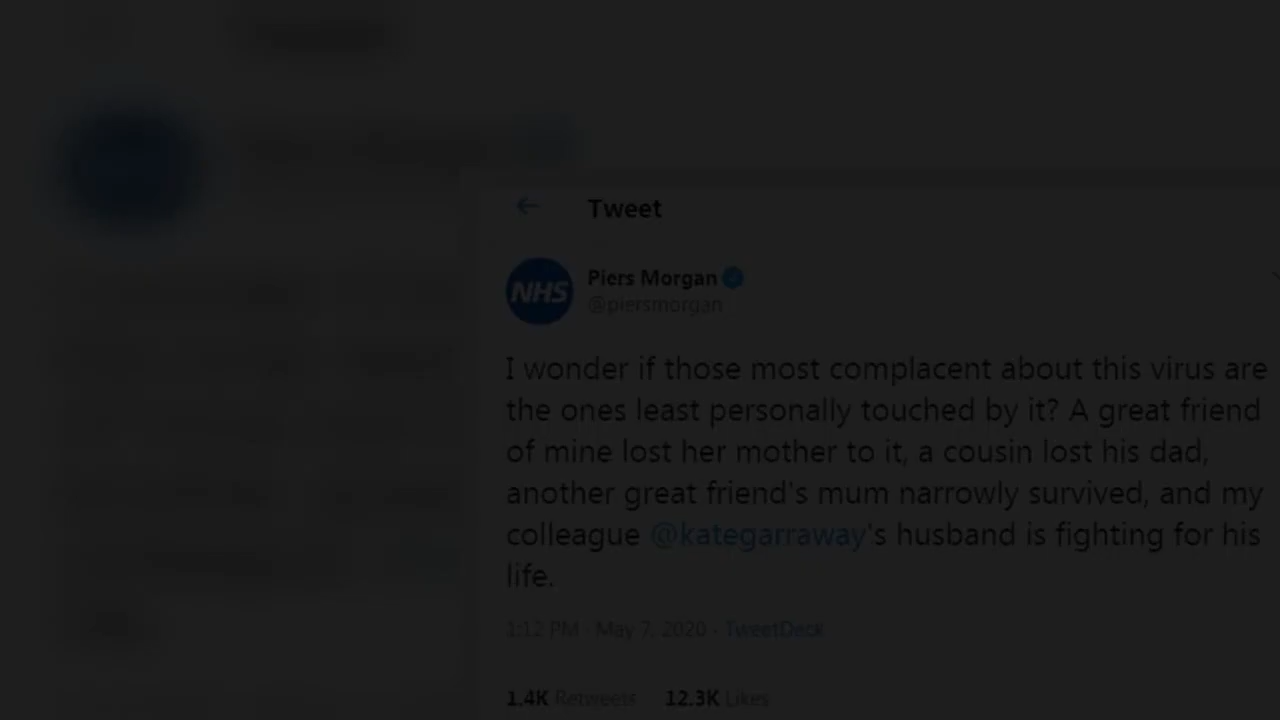 Tweet
NHS
Piers Morgan
@piersmorgan
I wonder if those most complacent about this virus are
the ones least personally touched by it? A great friend
of mine lost her mother to it, a cousin lost his dad,
another great friend's mum narrowly survived, and my
colleague @kategarraway's husband is fighting for his
life.
1:12 PM · May 7, 2020 · TweetDeck
1.4K Retweets 12.3K Likes